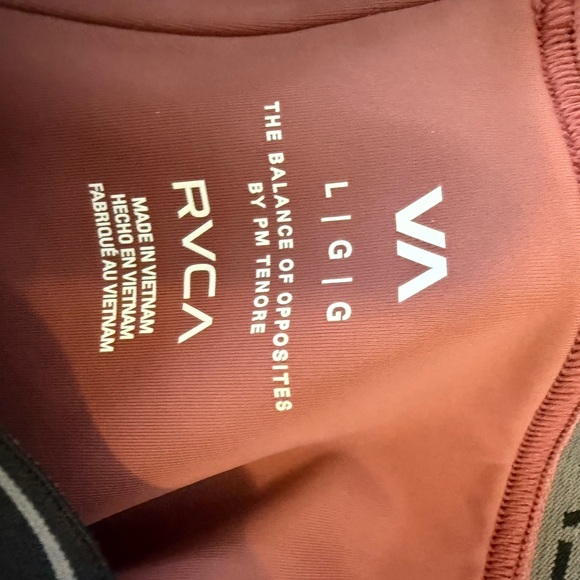 VA
L | G | G
THE BALANCE OF OPPOSITES
BY PM TENORE
RVCA
MADE IN VIETNAM
HECHO EN VIETNAM
FABRIQUÉ AU VIETNAM